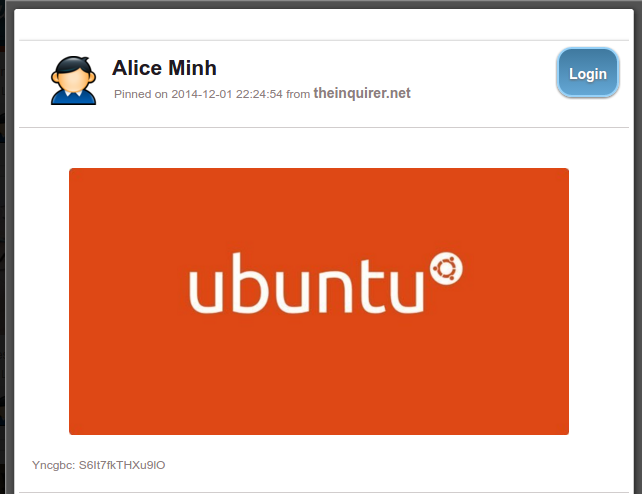 Alice Minh
Login
Pinned on 2014-12-01 22:24:54 from theinquirer.net
ubuntu
Yncgbc: S6It7fkTHXu9lO